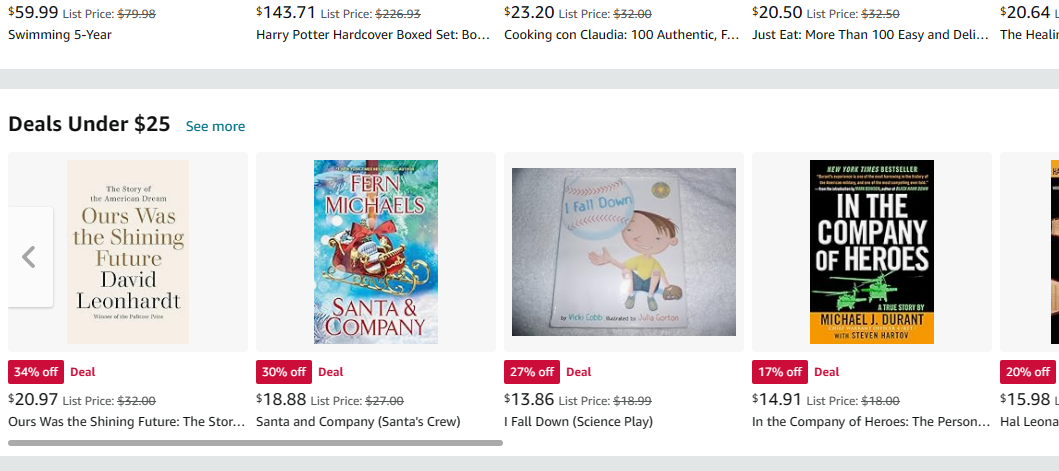 $59.99 List Price: $79.98
Swimming 5-Year
$143.71 List Price: $226.93
Harry Potter Hardcover Boxed Set: Bo...
$23.20 List Price: $32.00
Cooking con Claudia: 100 Authentic, F...
$20.50 List Price: $32.50
Just Eat: More Than 100 Easy and Deli...
$20.64
The Healin
Deals Under $25 See more
The Story of
the American Dream
Ours Was
the Shining
Future
David
Leonhardt
Winner of the Pulitzer Prize
34% off Deal
$20.97 List Price: $32.00
Ours Was the Shining Future: The Stor...
FERN
MICHAELS
SANTA &
COMPANY
30% off Deal
$18.88 List Price: $27.00
Santa and Company (Santa's Crew)
I Fall Down
by Vicki Cobb illustrated by Julia Gorton
27% off Deal
$13.86 List Price: $18.99
I Fall Down (Science Play)
NEW YORK TIMES BESTSELLER
IN THE
COMPANY
OF HEROES
A TRUE STORY BY
MICHAEL J. DURANT
CHIEF WARRANT OFFICER 4 (RET.)
WITH STEVEN HARTOV
17% off Deal
$14.91 List Price: $18.00
In the Company of Heroes: The Person...
20% off
$15.98
Hal Leona